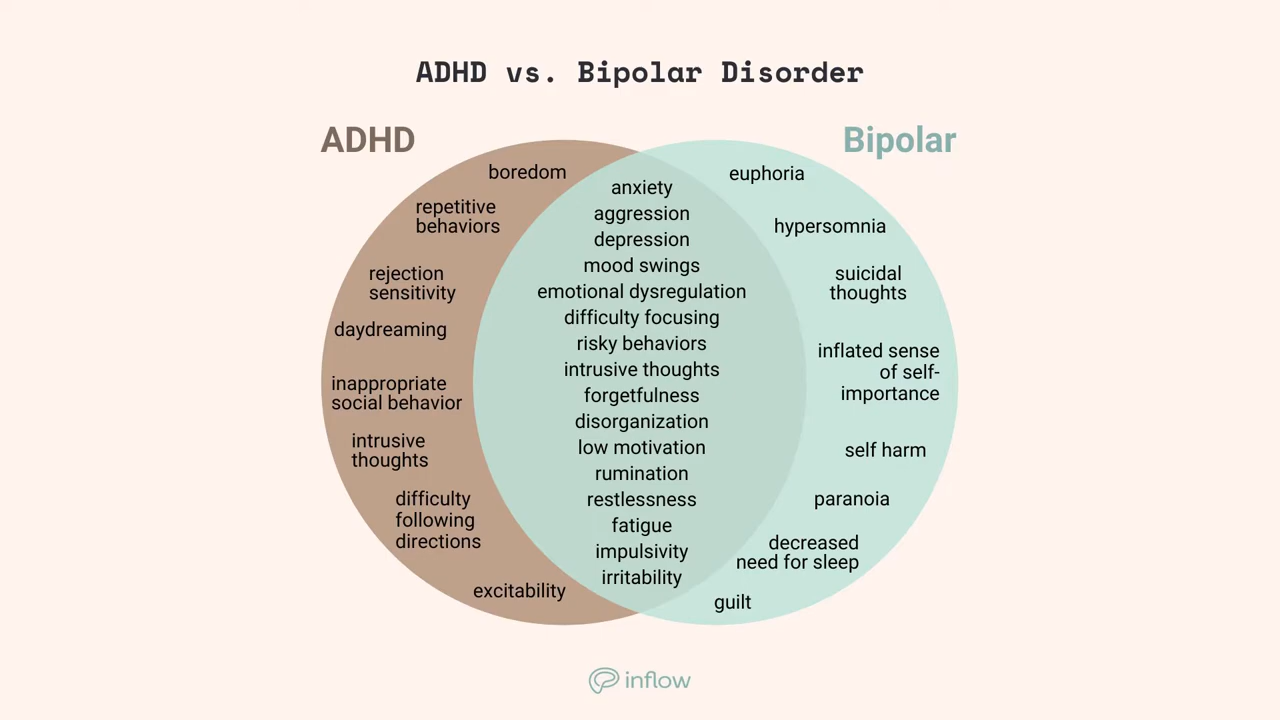 ADHD vs. Bipolar Disorder
ADHD
boredom
repetitive
behaviors
rejection
sensitivity
daydreaming
inappropriate
social behavior
intrusive
thoughts
difficulty
following
directions
excitability
anxiety
aggression
depression
mood swings
emotional dysregulation
difficulty focusing
risky behaviors
intrusive thoughts
forgetfulness
disorganization
low motivation
rumination
restlessness
fatigue
impulsivity
irritability
Bipolar
euphoria
hypersomnia
suicidal
thoughts
inflated sense
of self-
importance
self harm
paranoia
decreased
need for sleep
guilt
inflow